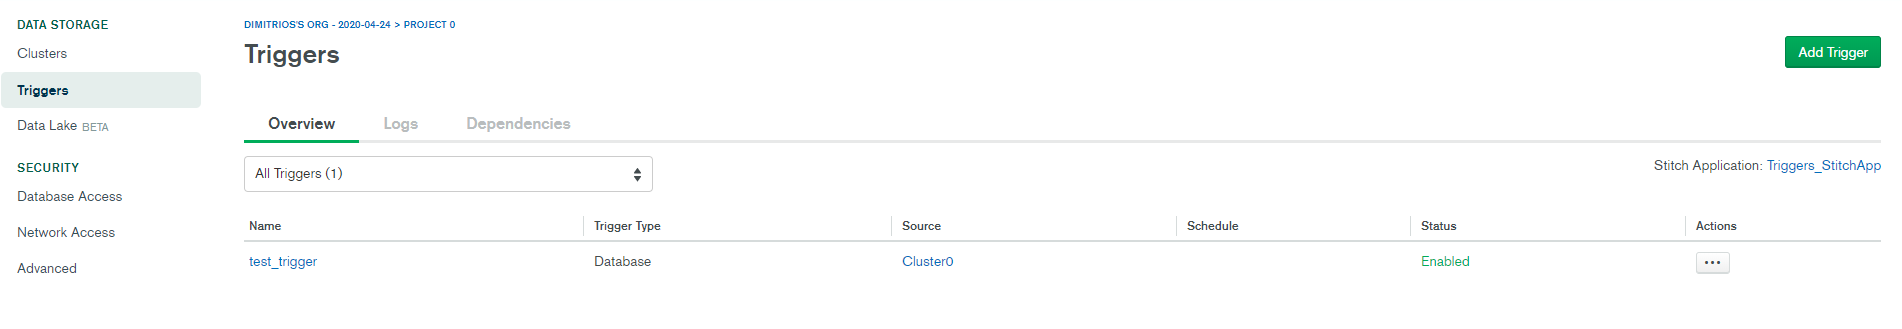 DATA STORAGE
Clusters
Triggers
Data Lake BETA
SECURITY
Database Access
Network Access
Advanced
DIMITRIOS'S ORG - 2020-04-24 > PROJECT 0
Triggers
Add Trigger
Overview Logs Dependencies
All Triggers (1)
Stitch Application: Triggers_StitchApp
Name Trigger Type Source Schedule Status Actions
test_trigger Database Cluster0 Enabled